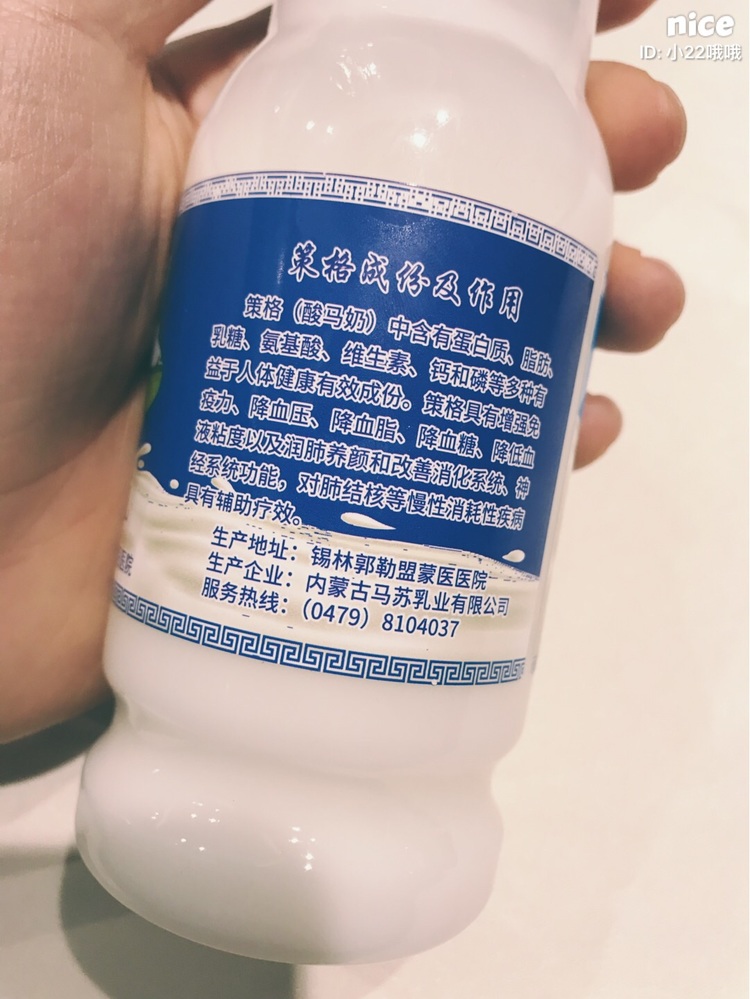 nice
ID: 小22哦哦
策格成份及作用
策格（酸马奶）中含有蛋白质、脂肪、
乳糖、氨基酸、维生素、钙和磷等多种有
益于人体健康有效成份。策格具有增强免
疫力、降血压、降血脂、降血糖、降低血
液粘度以及润肺养颜和改善消化系统、神
经系统功能，对肺结核等慢性消耗性疾病
具有辅助疗效。
生产地址：锡林郭勒盟蒙医医院
生产企业：内蒙古马苏乳业有限公司
服务热线：（0479）8104037